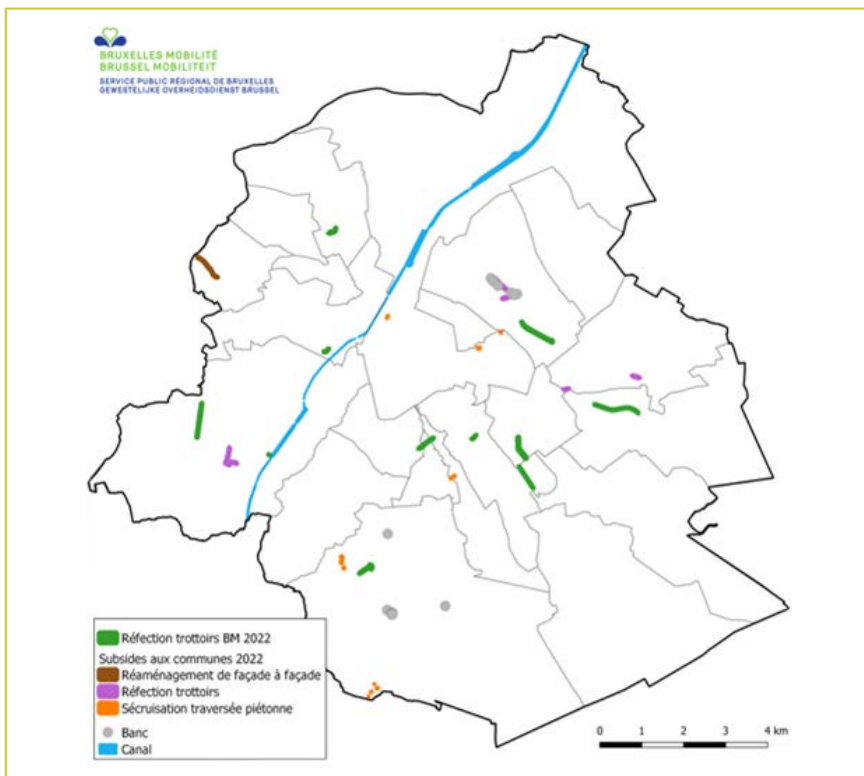 BRUXELLES MOBILITÉ
BRUSSEL MOBILITEIT
SERVICE PUBLIC RÉGIONAL DE BRUXELLES
GEWESTELIJKE OVERHEIDSDIENST BRUSSEL
Réfection trottoirs BM 2022
Subsides aux communes 2022
Réaménagement de façade à façade
Réfection trottoirs
Sécruisation traversée piétonne
Banc
Canal
0 1 2 3 4 km